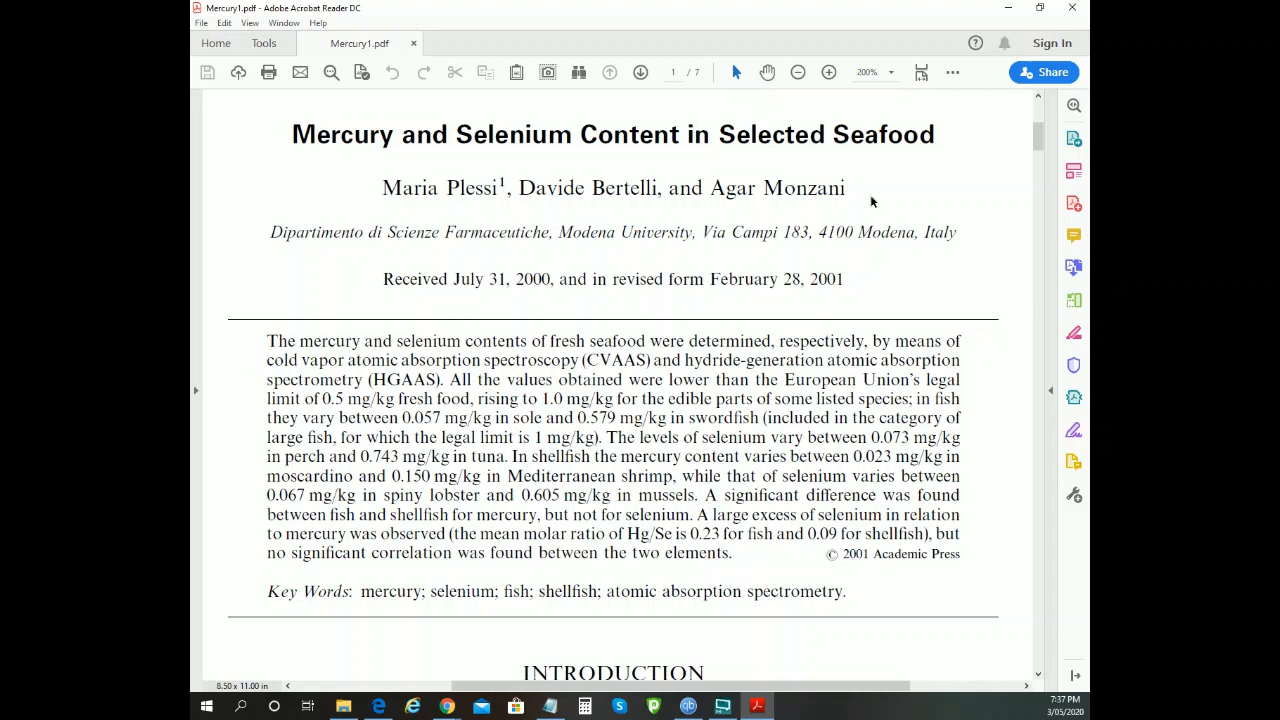 Mercury1.pdf - Adobe Acrobat Reader DC
File Edit View Window Help
Home Tools Mercury1.pdf × Sign In
1 / 7 200% Share
Mercury and Selenium Content in Selected Seafood
Maria Plessi1, Davide Bertelli, and Agar Monzani
Dipartimento di Scienze Farmaceutiche, Modena University, Via Campi 183, 4100 Modena, Italy
Received July 31, 2000, and in revised form February 28, 2001
The mercury and selenium contents of fresh seafood were determined, respectively, by means of
cold vapor atomic absorption spectroscopy (CVAAS) and hydride-generation atomic absorption
spectrometry (HGAAS). All the values obtained were lower than the European Union's legal
limit of 0.5 mg/kg fresh food, rising to 1.0 mg/kg for the edible parts of some listed species; in fish
they vary between 0.057 mg/kg in sole and 0.579 mg/kg in swordfish (included in the category of
large fish, for which the legal limit is 1 mg/kg). The levels of selenium vary between 0.073 mg/kg
in perch and 0.743 mg/kg in tuna. In shellfish the mercury content varies between 0.023 mg/kg in
moscardino and 0.150 mg/kg in Mediterranean shrimp, while that of selenium varies between
0.067 mg/kg in spiny lobster and 0.605 mg/kg in mussels. A significant difference was found
between fish and shellfish for mercury, but not for selenium. A large excess of selenium in relation
to mercury was observed (the mean molar ratio of Hg/Se is 0.23 for fish and 0.09 for shellfish), but
no significant correlation was found between the two elements. © 2001 Academic Press
Key Words: mercury; selenium; fish; shellfish; atomic absorption spectrometry.
INTRODUCTION
8.50 x 11.00 in
7:37 PM
3/05/2020